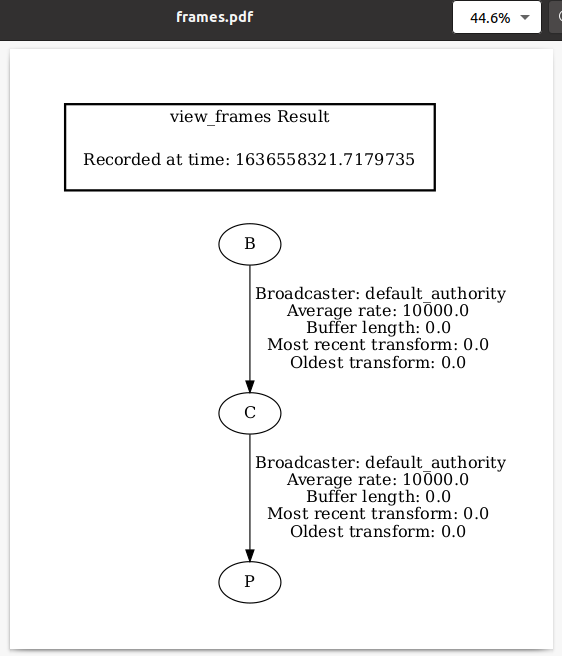 frames.pdf
44.6%
view_frames Result
Recorded at time: 1636558321.7179735
B
Broadcaster: default_authority
Average rate: 10000.0
Buffer length: 0.0
Most recent transform: 0.0
Oldest transform: 0.0
C
Broadcaster: default_authority
Average rate: 10000.0
Buffer length: 0.0
Most recent transform: 0.0
Oldest transform: 0.0
P